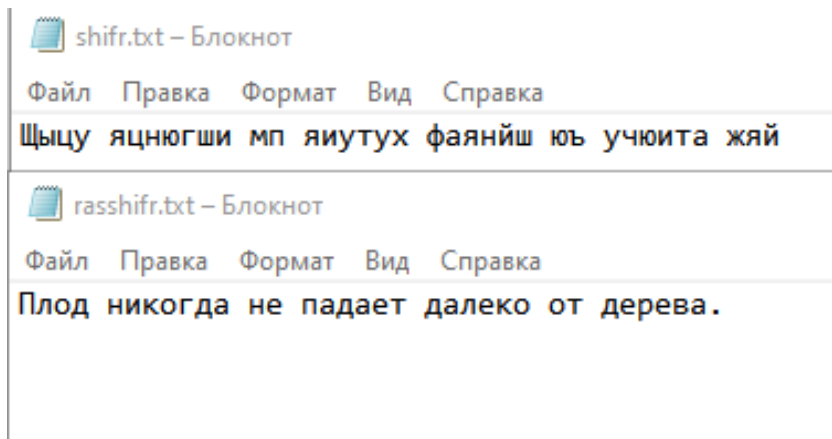 shifr.txt – Блокнот
Файл Правка Формат Вид Справка
Щыцу яцнюгши мп яиутух фаянйш юъ учюита жяй
rasshifr.txt – Блокнот
Файл Правка Формат Вид Справка
Плод никогда не падает далеко от дерева.